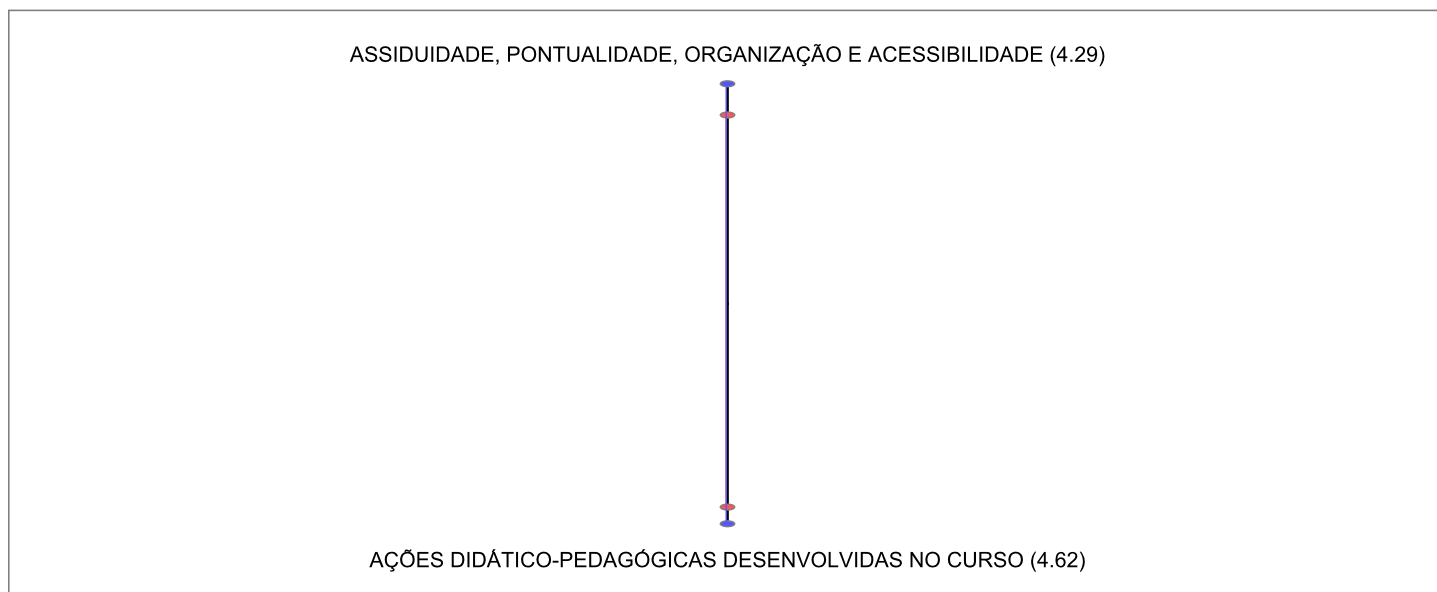 ASSIDUIDADE, PONTUALIDADE, ORGANIZAÇÃO E ACESSIBILIDADE (4.29)
AÇÕES DIDÁTICO-PEDAGÓGICAS DESENVOLVIDAS NO CURSO (4.62)